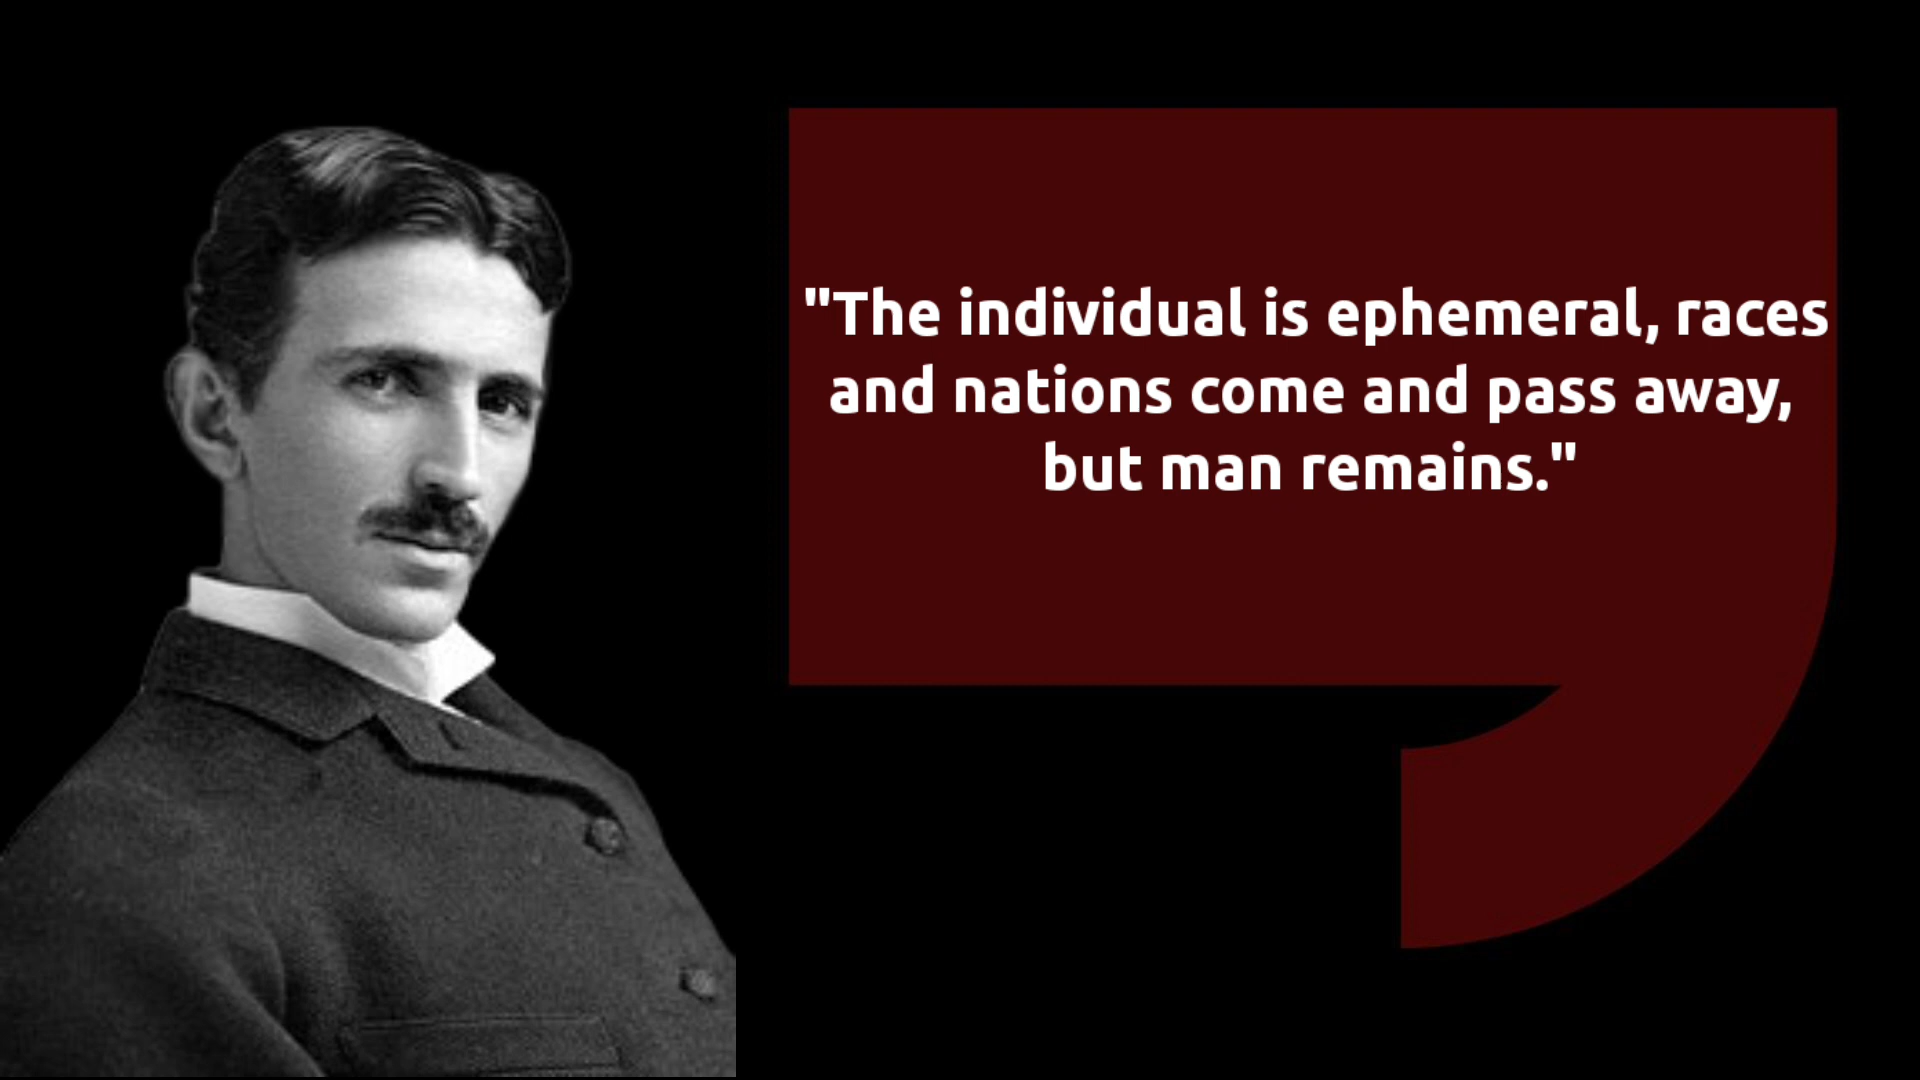 "The individual is ephemeral, races
and nations come and pass away,
but man remains."